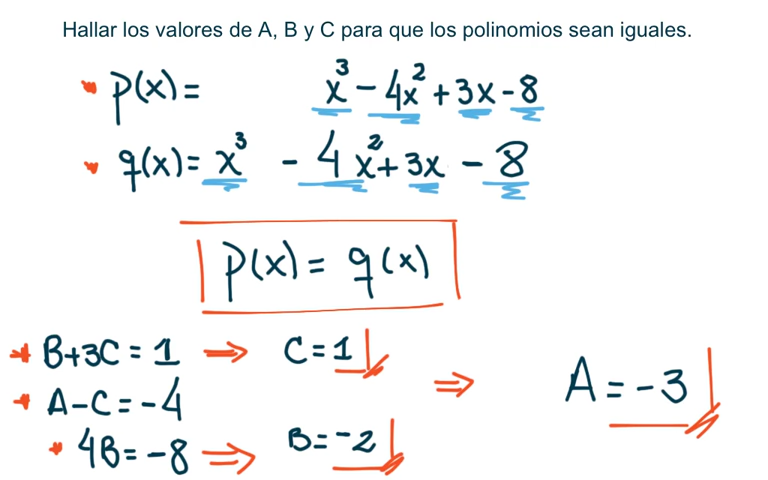 Hallar los valores de A, B y C para que los polinomios sean iguales.
p(x)= x³ - 4x² + 3x - 8
q(x)= x³ - 4x² + 3x - 8
p(x) = q(x)
B+3C = 1 ⇒ C = 1
A-C = -4 ⇒ A = -3
4B = -8 ⇒ B = -2